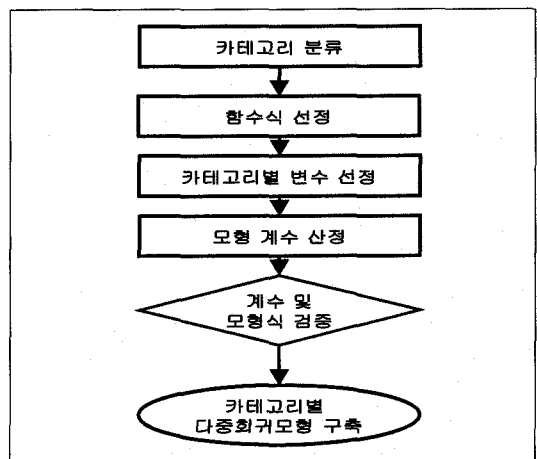 카테고리 분류
함수식 선정
카테고리별 변수 선정
모형 계수 산정
계수 및
모형식 검증
카테고리별
다중회귀모형 구축